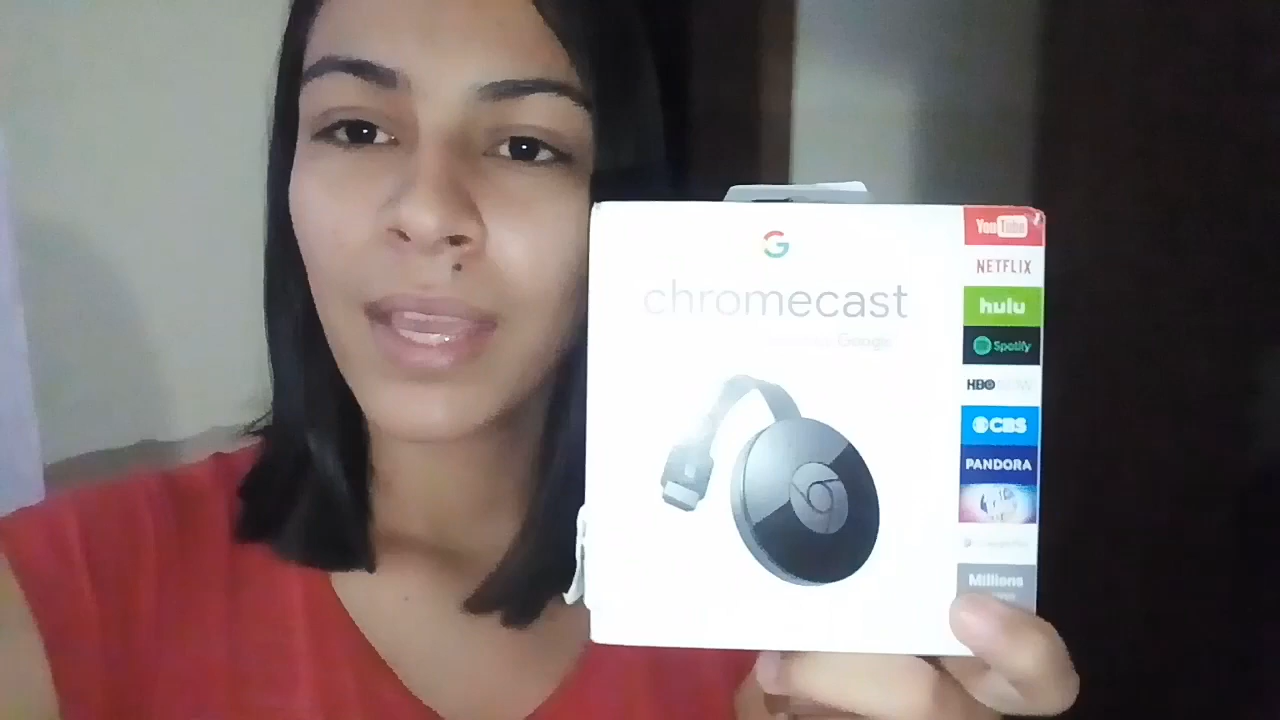 G
chromecast
Google
YouTube
NETFLIX
hulu
Spotify
HBO
CBS
PANDORA
Millions